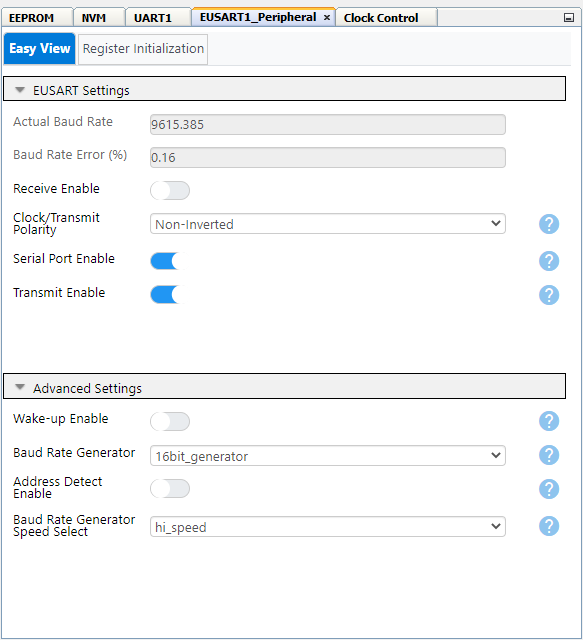 EEPROM NVM UART1 EUSART1_Peripheral × Clock Control
Easy View Register Initialization
EUSART Settings
Actual Baud Rate 9615.385
Baud Rate Error (%) 0.16
Receive Enable
Clock/Transmit
Polarity
Non-Inverted ?
Serial Port Enable ?
Transmit Enable ?
Advanced Settings
Wake-up Enable ?
Baud Rate Generator 16bit_generator ?
Address Detect
Enable
?
Baud Rate Generator
Speed Select
hi_speed ?